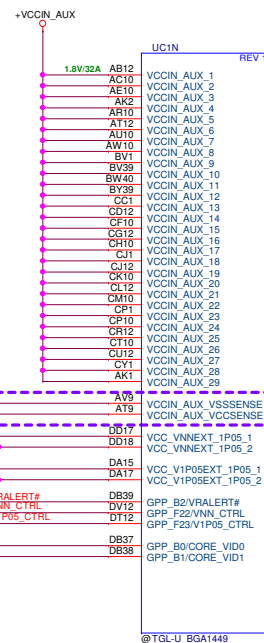 +VCCIN_AUX
UC1N
REV
1.8V/32A AB12 VCCIN_AUX_1
AC10 VCCIN_AUX_2
AE10 VCCIN_AUX_3
AK2 VCCIN_AUX_4
AR10 VCCIN_AUX_5
AT12 VCCIN_AUX_6
AU10 VCCIN_AUX_7
AW10 VCCIN_AUX_8
BV1 VCCIN_AUX_9
BV39 VCCIN_AUX_10
BW40 VCCIN_AUX_11
BY39 VCCIN_AUX_12
CC1 VCCIN_AUX_13
CD12 VCCIN_AUX_14
CF10 VCCIN_AUX_15
CG12 VCCIN_AUX_16
CH10 VCCIN_AUX_17
CJ1 VCCIN_AUX_18
CJ12 VCCIN_AUX_19
CK10 VCCIN_AUX_20
CL12 VCCIN_AUX_21
CM10 VCCIN_AUX_22
CP1 VCCIN_AUX_23
CP10 VCCIN_AUX_24
CR12 VCCIN_AUX_25
CT10 VCCIN_AUX_26
CU12 VCCIN_AUX_27
CY1 VCCIN_AUX_28
AK1 VCCIN_AUX_29
AV9 VCCIN_AUX_VSSSENSE
AT9 VCCIN_AUX_VCCSENSE
DD17 VCC_VNNEXT_1P05_1
DD18 VCC_VNNEXT_1P05_2
DA15 VCC_V1P05EXT_1P05_1
DA17 VCC_V1P05EXT_1P05_2
RALERT# DB39 GPP_B2/VRALERT#
NN_CTRL DV12 GPP_F22/VNN_CTRL
P05_CTRL DT12 GPP_F23/V1P05_CTRL
DB37 GPP_B0/CORE_VID0
DB38 GPP_B1/CORE_VID1
@TGL-U_BGA1449